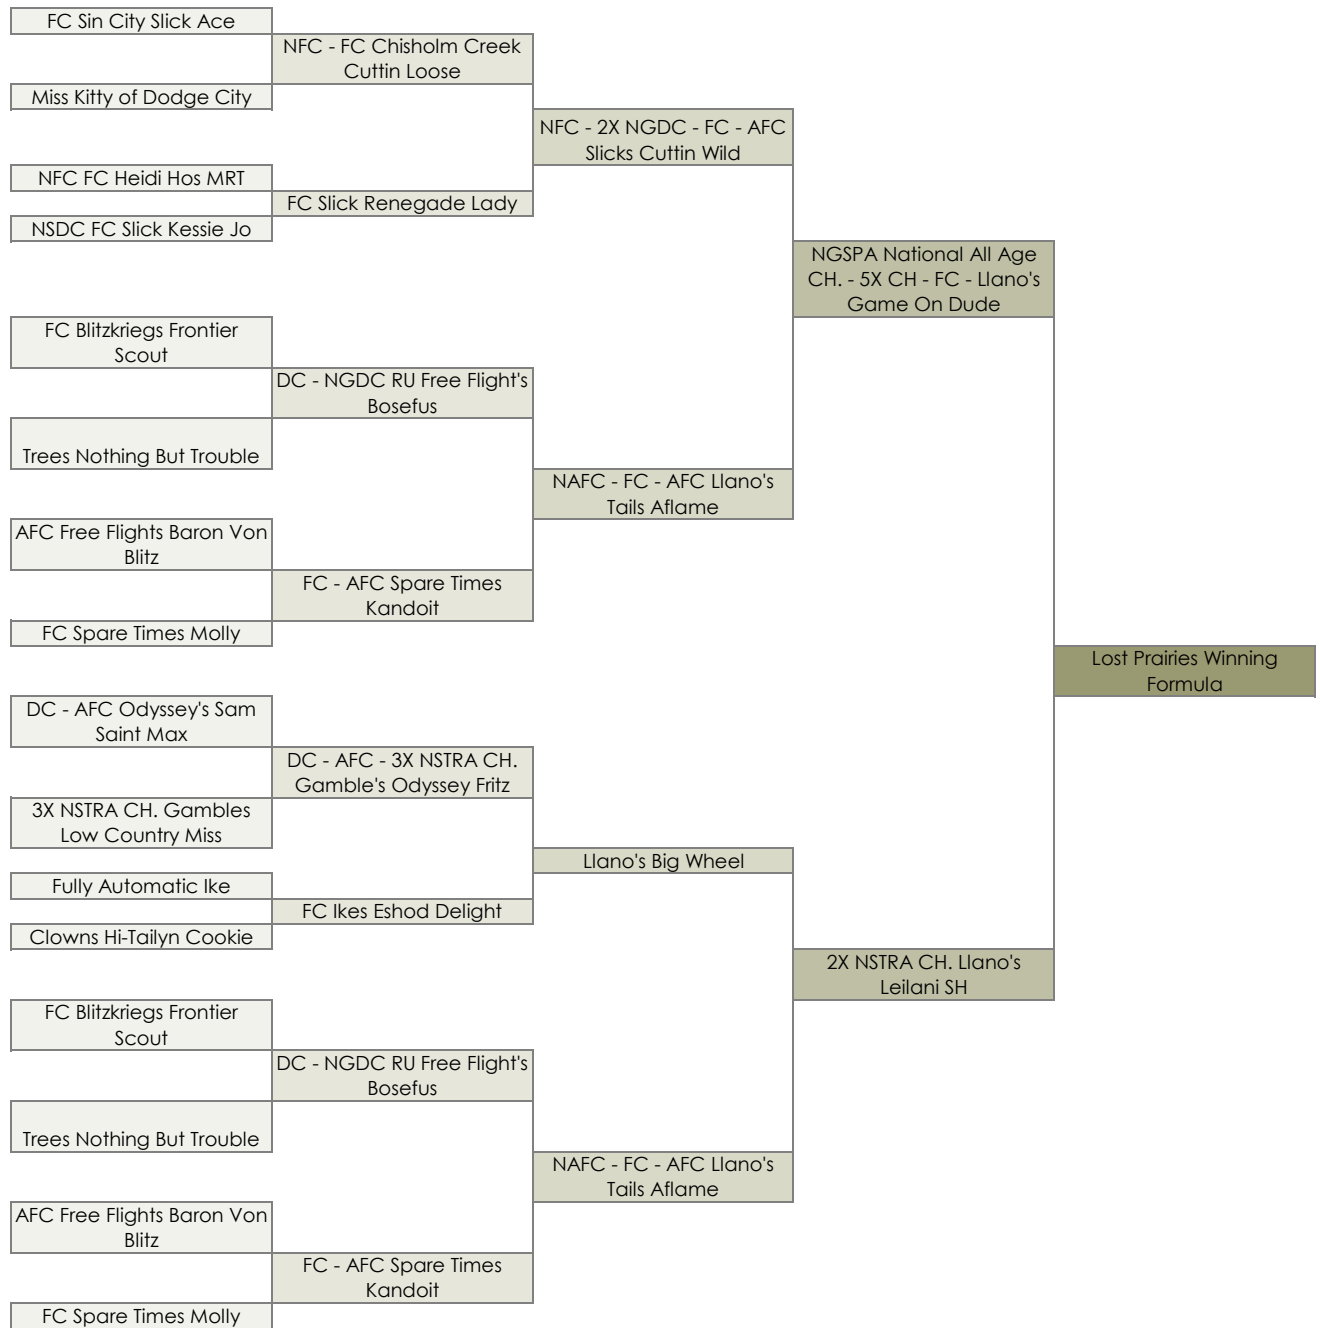 FC Sin City Slick Ace
NFC - FC Chisholm Creek
Cuttin Loose
Miss Kitty of Dodge City
NFC - 2X NGDC - FC - AFC
Slicks Cuttin Wild
NFC FC Heidi Hos MRT
FC Slick Renegade Lady
NSDC FC Slick Kessie Jo
NGSPA National All Age
CH. - 5X CH - FC - Llano's
Game On Dude
FC Blitzkriegs Frontier
Scout
DC - NGDC RU Free Flight's
Bosefus
Trees Nothing But Trouble
NAFC - FC - AFC Llano's
Tails Aflame
AFC Free Flights Baron Von
Blitz
FC - AFC Spare Times
Kandoit
FC Spare Times Molly
Lost Prairies Winning
Formula
DC - AFC Odyssey's Sam
Saint Max
DC - AFC - 3X NSTRA CH.
Gamble's Odyssey Fritz
3X NSTRA CH. Gambles
Low Country Miss
Llano's Big Wheel
Fully Automatic Ike
FC Ikes Eshod Delight
Clowns Hi-Tailyn Cookie
2X NSTRA CH. Llano's
Leilani SH
FC Blitzkriegs Frontier
Scout
DC - NGDC RU Free Flight's
Bosefus
Trees Nothing But Trouble
NAFC - FC - AFC Llano's
Tails Aflame
AFC Free Flights Baron Von
Blitz
FC - AFC Spare Times
Kandoit
FC Spare Times Molly